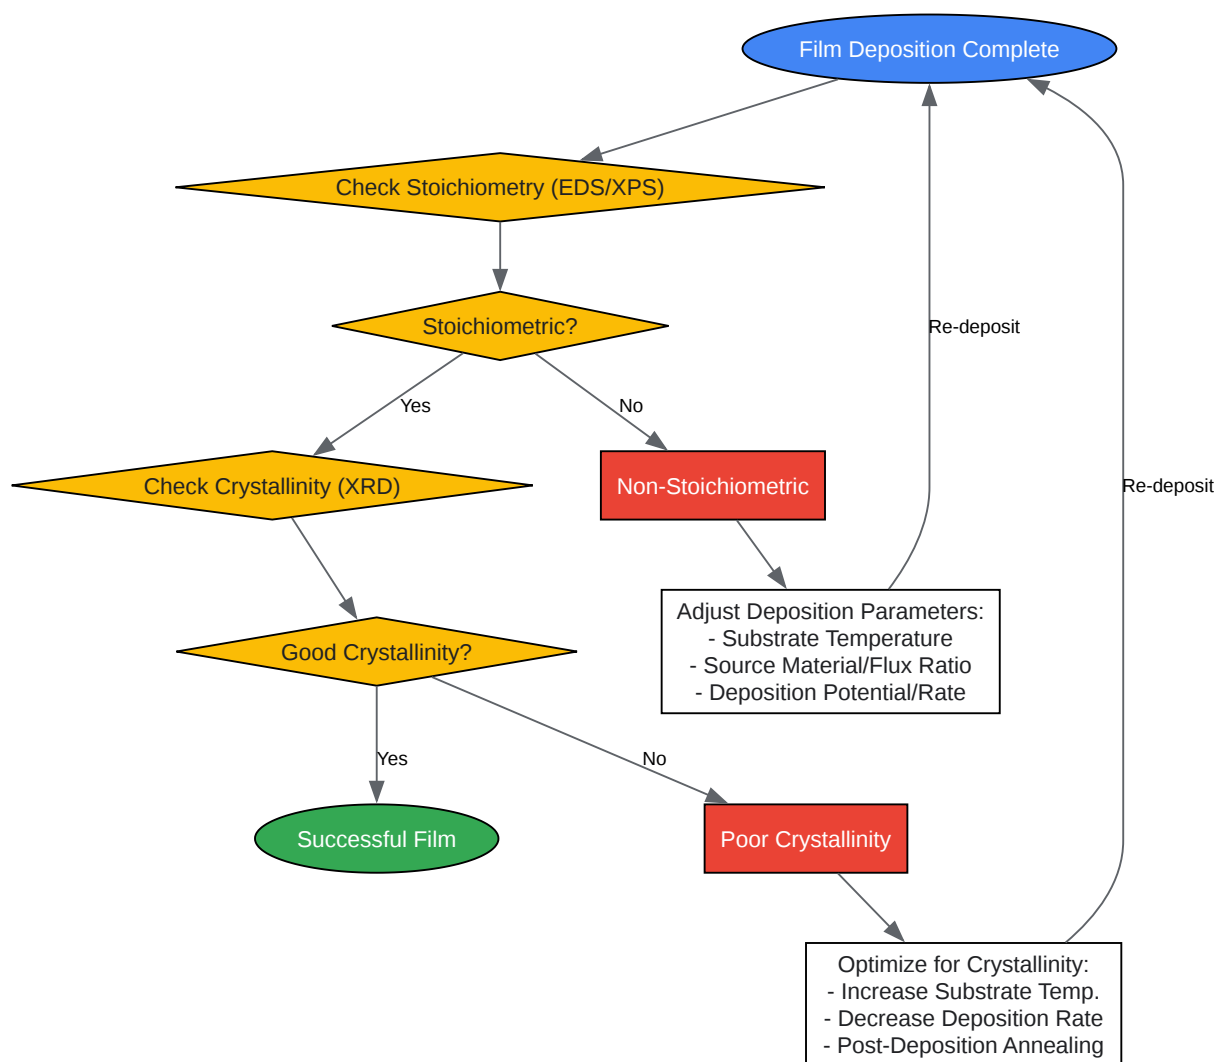 Film Deposition Complete
Check Stoichiometry (EDS/XPS)
Stoichiometric?
Re-deposit
Yes
No
Check Crystallinity (XRD)
Non-Stoichiometric
Re-deposit
Adjust Deposition Parameters:
- Substrate Temperature
- Source Material/Flux Ratio
- Deposition Potential/Rate
Good Crystallinity?
Yes
No
Successful Film
Poor Crystallinity
Optimize for Crystallinity:
- Increase Substrate Temp.
- Decrease Deposition Rate
- Post-Deposition Annealing